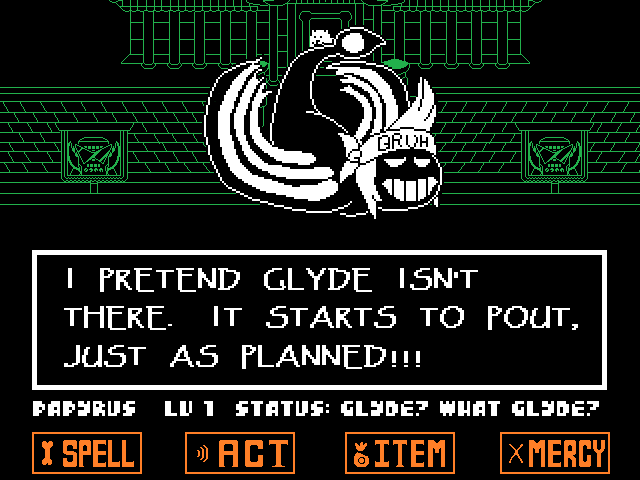 BRUH
I PRETEND GLYDE ISN'T
THERE. IT STARTS TO POUT,
JUST AS PLANNED!!!
PAPYRUS LV 1 STATUS: GLYDE? WHAT GLYDE?
SPELL ACT ITEM MERCY